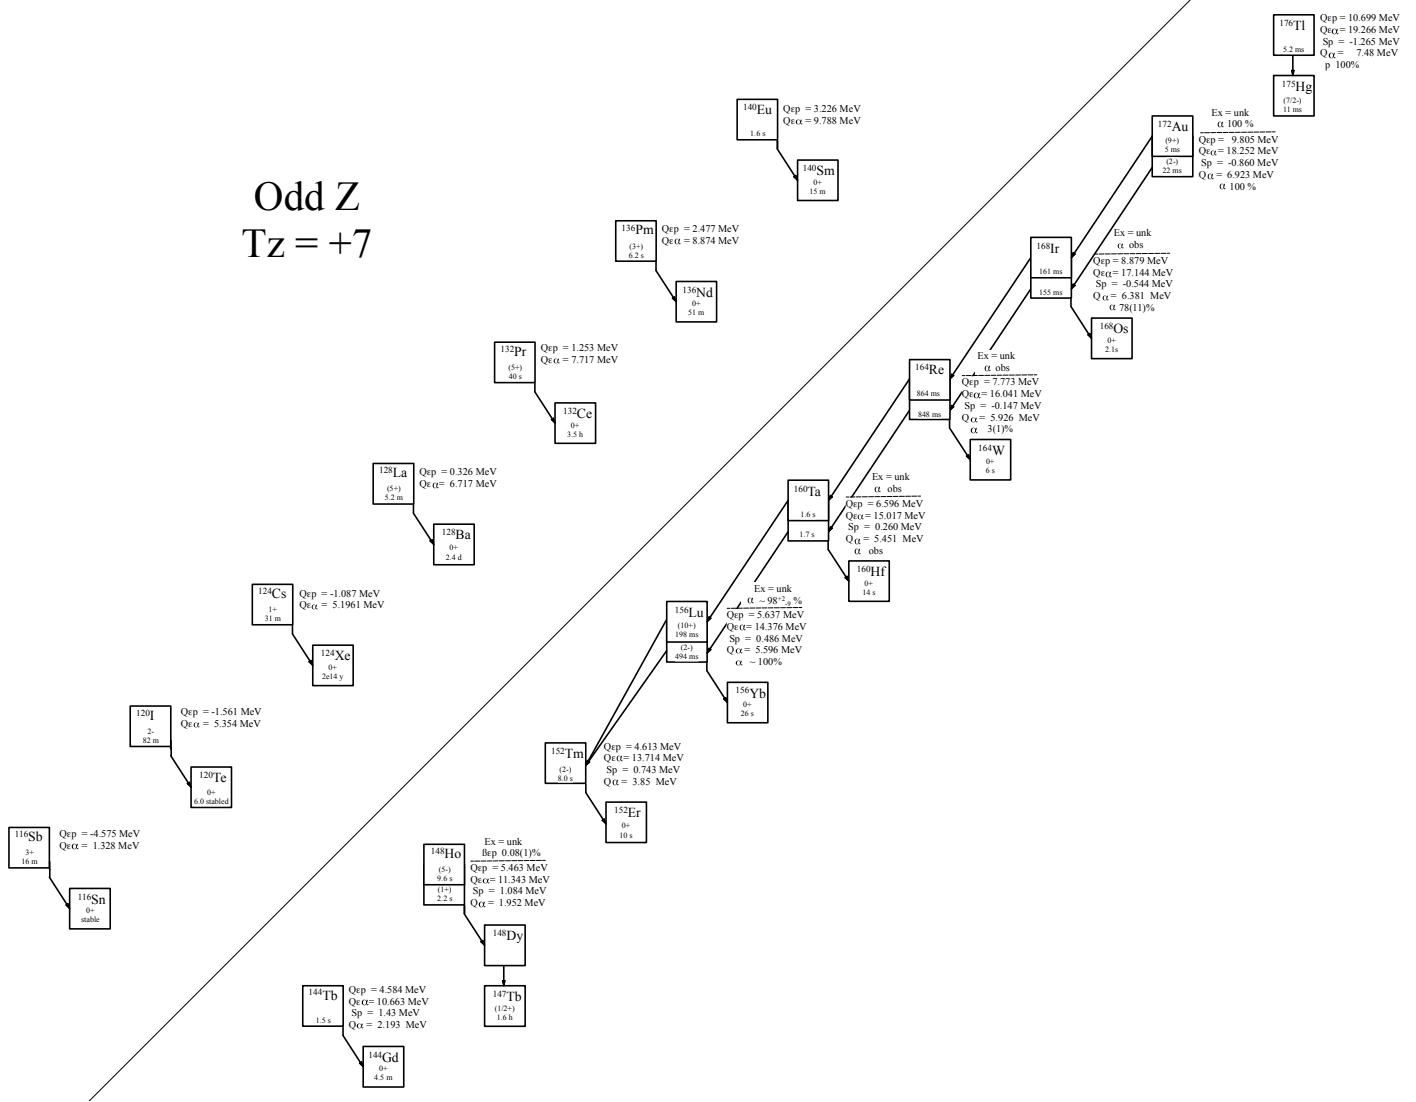 Odd Z
Tz = +7
¹⁷⁶Tl
5.2 ms
Qεp = 10.699 MeV
Qεα= 19.266 MeV
Sp = -1.265 MeV
Qα = 7.48 MeV
p 100%
¹⁷⁵Hg
(7/2-)
11 ms
Ex = unk
α 100 %
¹⁷²Au
(9+)
5 ms
(2-)
22 ms
Qεp = 9.805 MeV
Qεα = 18.252 MeV
Sp = -0.860 MeV
Qα = 6.923 MeV
α 100 %
¹⁴⁰Eu
1.6 s
Qεp = 3.226 MeV
Qεα= 9.788 MeV
¹⁴⁰Sm
0+
15 m
¹³⁶Pm
(3+)
6.2 s
Qεp = 2.477 MeV
Qεα = 8.874 MeV
¹³⁶Nd
0+
51 m
Ex = unk
α obs
¹⁶⁸Ir
161 ms
155 ms
Qεp = 8.879 MeV
Qεα= 17.144 MeV
Sp = -0.544 MeV
Qα = 6.381 MeV
α 78(11)%
¹⁶⁸Os
0+
2.1s
¹³²Pr
(5+)
40 s
Qεp = 1.253 MeV
Qεα= 7.717 MeV
¹³²Ce
0+
3.5 h
Ex = unk
α obs
¹⁶⁴Re
864 ms
848 ms
Qεp = 7.773 MeV
Qεα= 16.041 MeV
Sp = -0.147 MeV
Qα = 5.926 MeV
α 3(1)%
¹⁶⁴W
0+
6 s
¹²⁸La
(5+)
5.2 m
Qεp = 0.326 MeV
Qεα= 6.717 MeV
¹²⁸Ba
0+
2.4 d
Ex = unk
α obs
¹⁶⁰Ta
1.6 s
1.7 s
Qεp = 6.596 MeV
Qεα= 15.017 MeV
Sp = 0.260 MeV
Qα = 5.451 MeV
α obs
¹⁶⁰Hf
0+
14 s
¹²⁴Cs
1+
31 m
Qεp = -1.087 MeV
Qεα = 5.1961 MeV
¹²⁴Xe
0+
2e14 y
Ex = unk
α ~ 98⁺²₋₉ %
¹⁵⁶Lu
(10+)
198 ms
(2-)
494 ms
Qεp = 5.637 MeV
Qεα= 14.376 MeV
Sp = 0.486 MeV
Qα = 5.596 MeV
α ~ 100%
¹⁵⁶Yb
0+
26 s
¹²⁰I
2-
82 m
Qεp = -1.561 MeV
Qεα = 5.354 MeV
¹²⁰Te
0+
6.0 stabled
¹⁵²Tm
(2-)
8.0 s
Qεp = 4.613 MeV
Qεα= 13.714 MeV
Sp = 0.743 MeV
Qα = 3.85 MeV
¹⁵²Er
0+
10 s
¹¹⁶Sb
3+
16 m
Qεp = -4.575 MeV
Qεα = 1.328 MeV
¹¹⁶Sn
0+
stable
Ex = unk
βεp 0.08(1)%
¹⁴⁸Ho
(5-)
9.6 s
(1+)
2.2 s
Qεp = 5.463 MeV
Qεα= 11.343 MeV
Sp = 1.084 MeV
Qα = 1.952 MeV
¹⁴⁸Dy
¹⁴⁷Tb
(1/2+)
1.6 h
¹⁴⁴Tb
1.5 s
Qεp = 4.584 MeV
Qεα= 10.663 MeV
Sp = 1.43 MeV
Qα = 2.193 MeV
¹⁴⁴Gd
0+
4.5 m